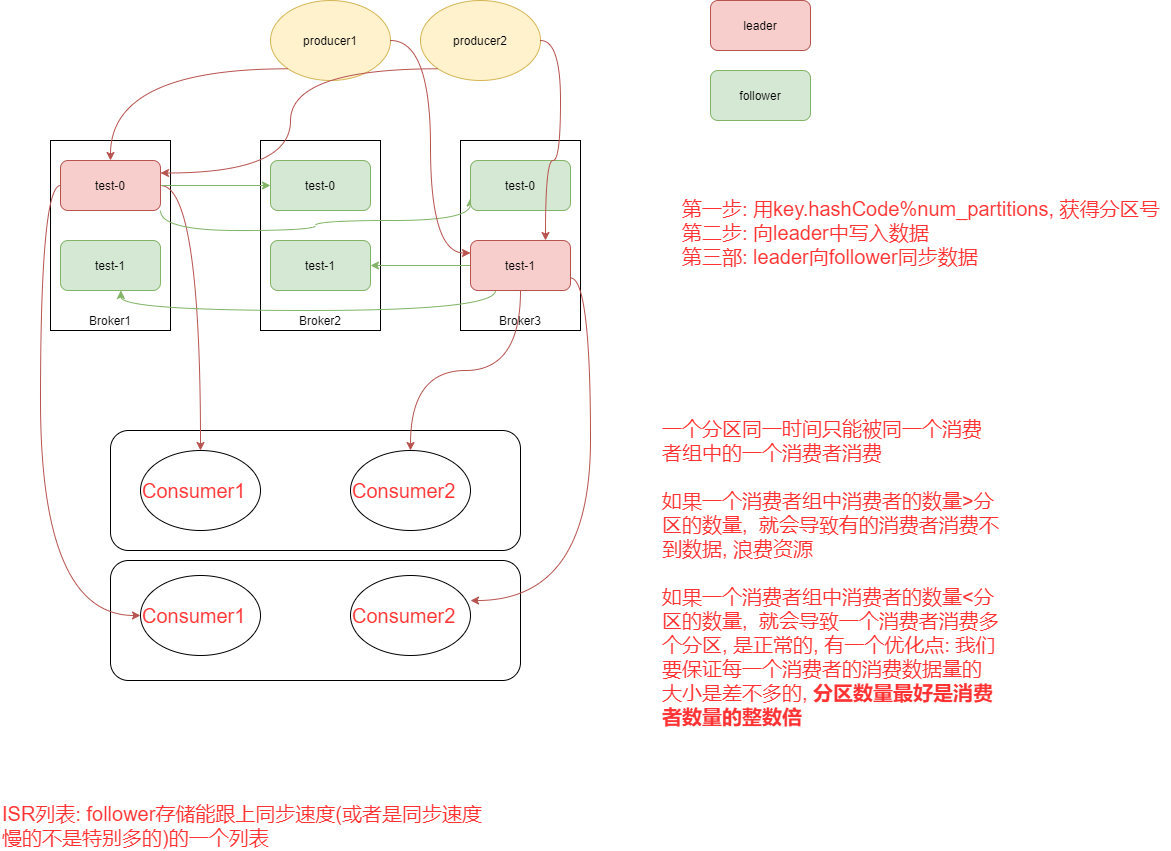 producer1
producer2
leader
follower
test-0
test-0
test-0
test-1
test-1
test-1
Broker1
Broker2
Broker3
第一步: 用key.hashCode%num_partitions, 获得分区号
第二步: 向leader中写入数据
第三部: leader向follower同步数据
Consumer1
Consumer2
Consumer1
Consumer2
一个分区同一时间只能被同一个消费
者组中的一个消费者消费
如果一个消费者组中消费者的数量>分
区的数量, 就会导致有的消费者消费不
到数据, 浪费资源
如果一个消费者组中消费者的数量<分
区的数量, 就会导致一个消费者消费多
个分区, 是正常的, 有一个优化点: 我们
要保证每一个消费者的消费数据量的
大小是差不多的, 分区数量最好是消费
者数量的整数倍
ISR列表: follower存储能跟上同步速度(或者是同步速度
慢的不是特别多的)的一个列表